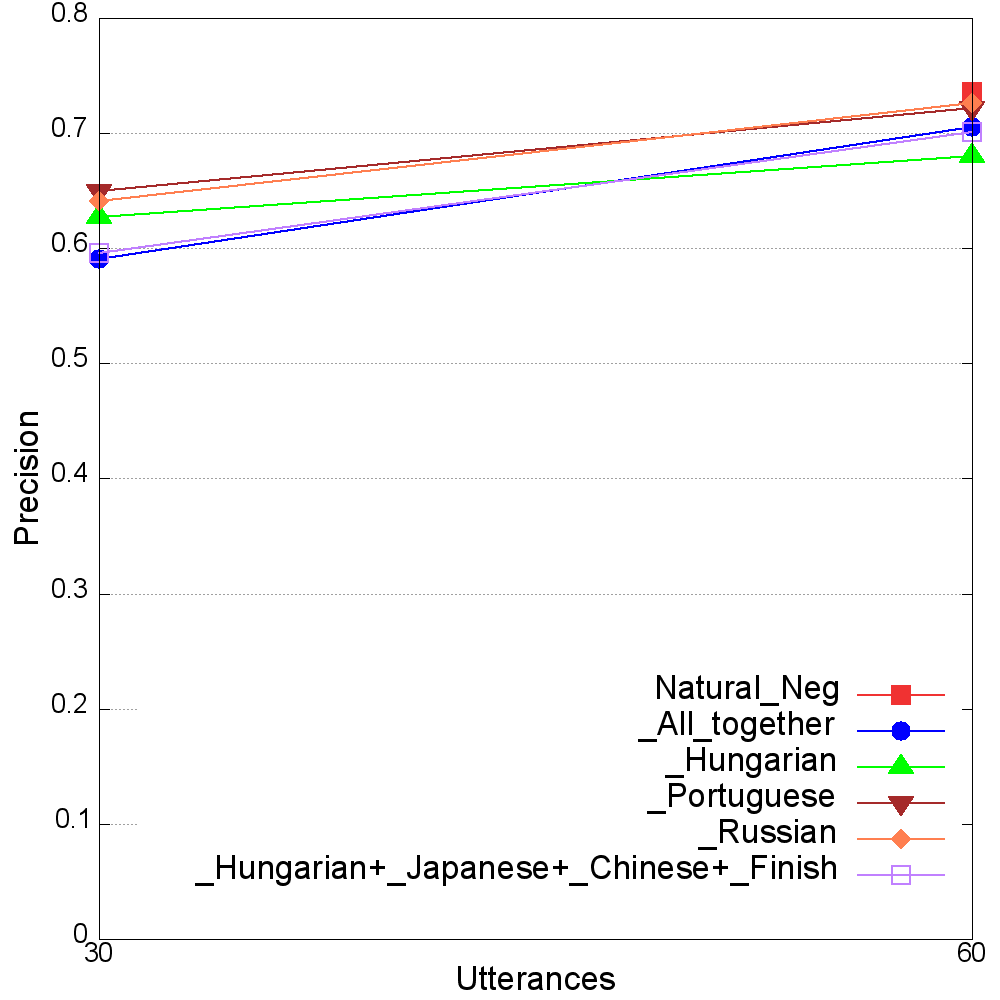 0.8
0.7
0.6
0.5
0.4
0.3
0.2
0.1
0
Precision
30
60
Utterances
Natural_Neg
_All_together
_Hungarian
_Portuguese
_Russian
_Hungarian+_Japanese+_Chinese+_Finish